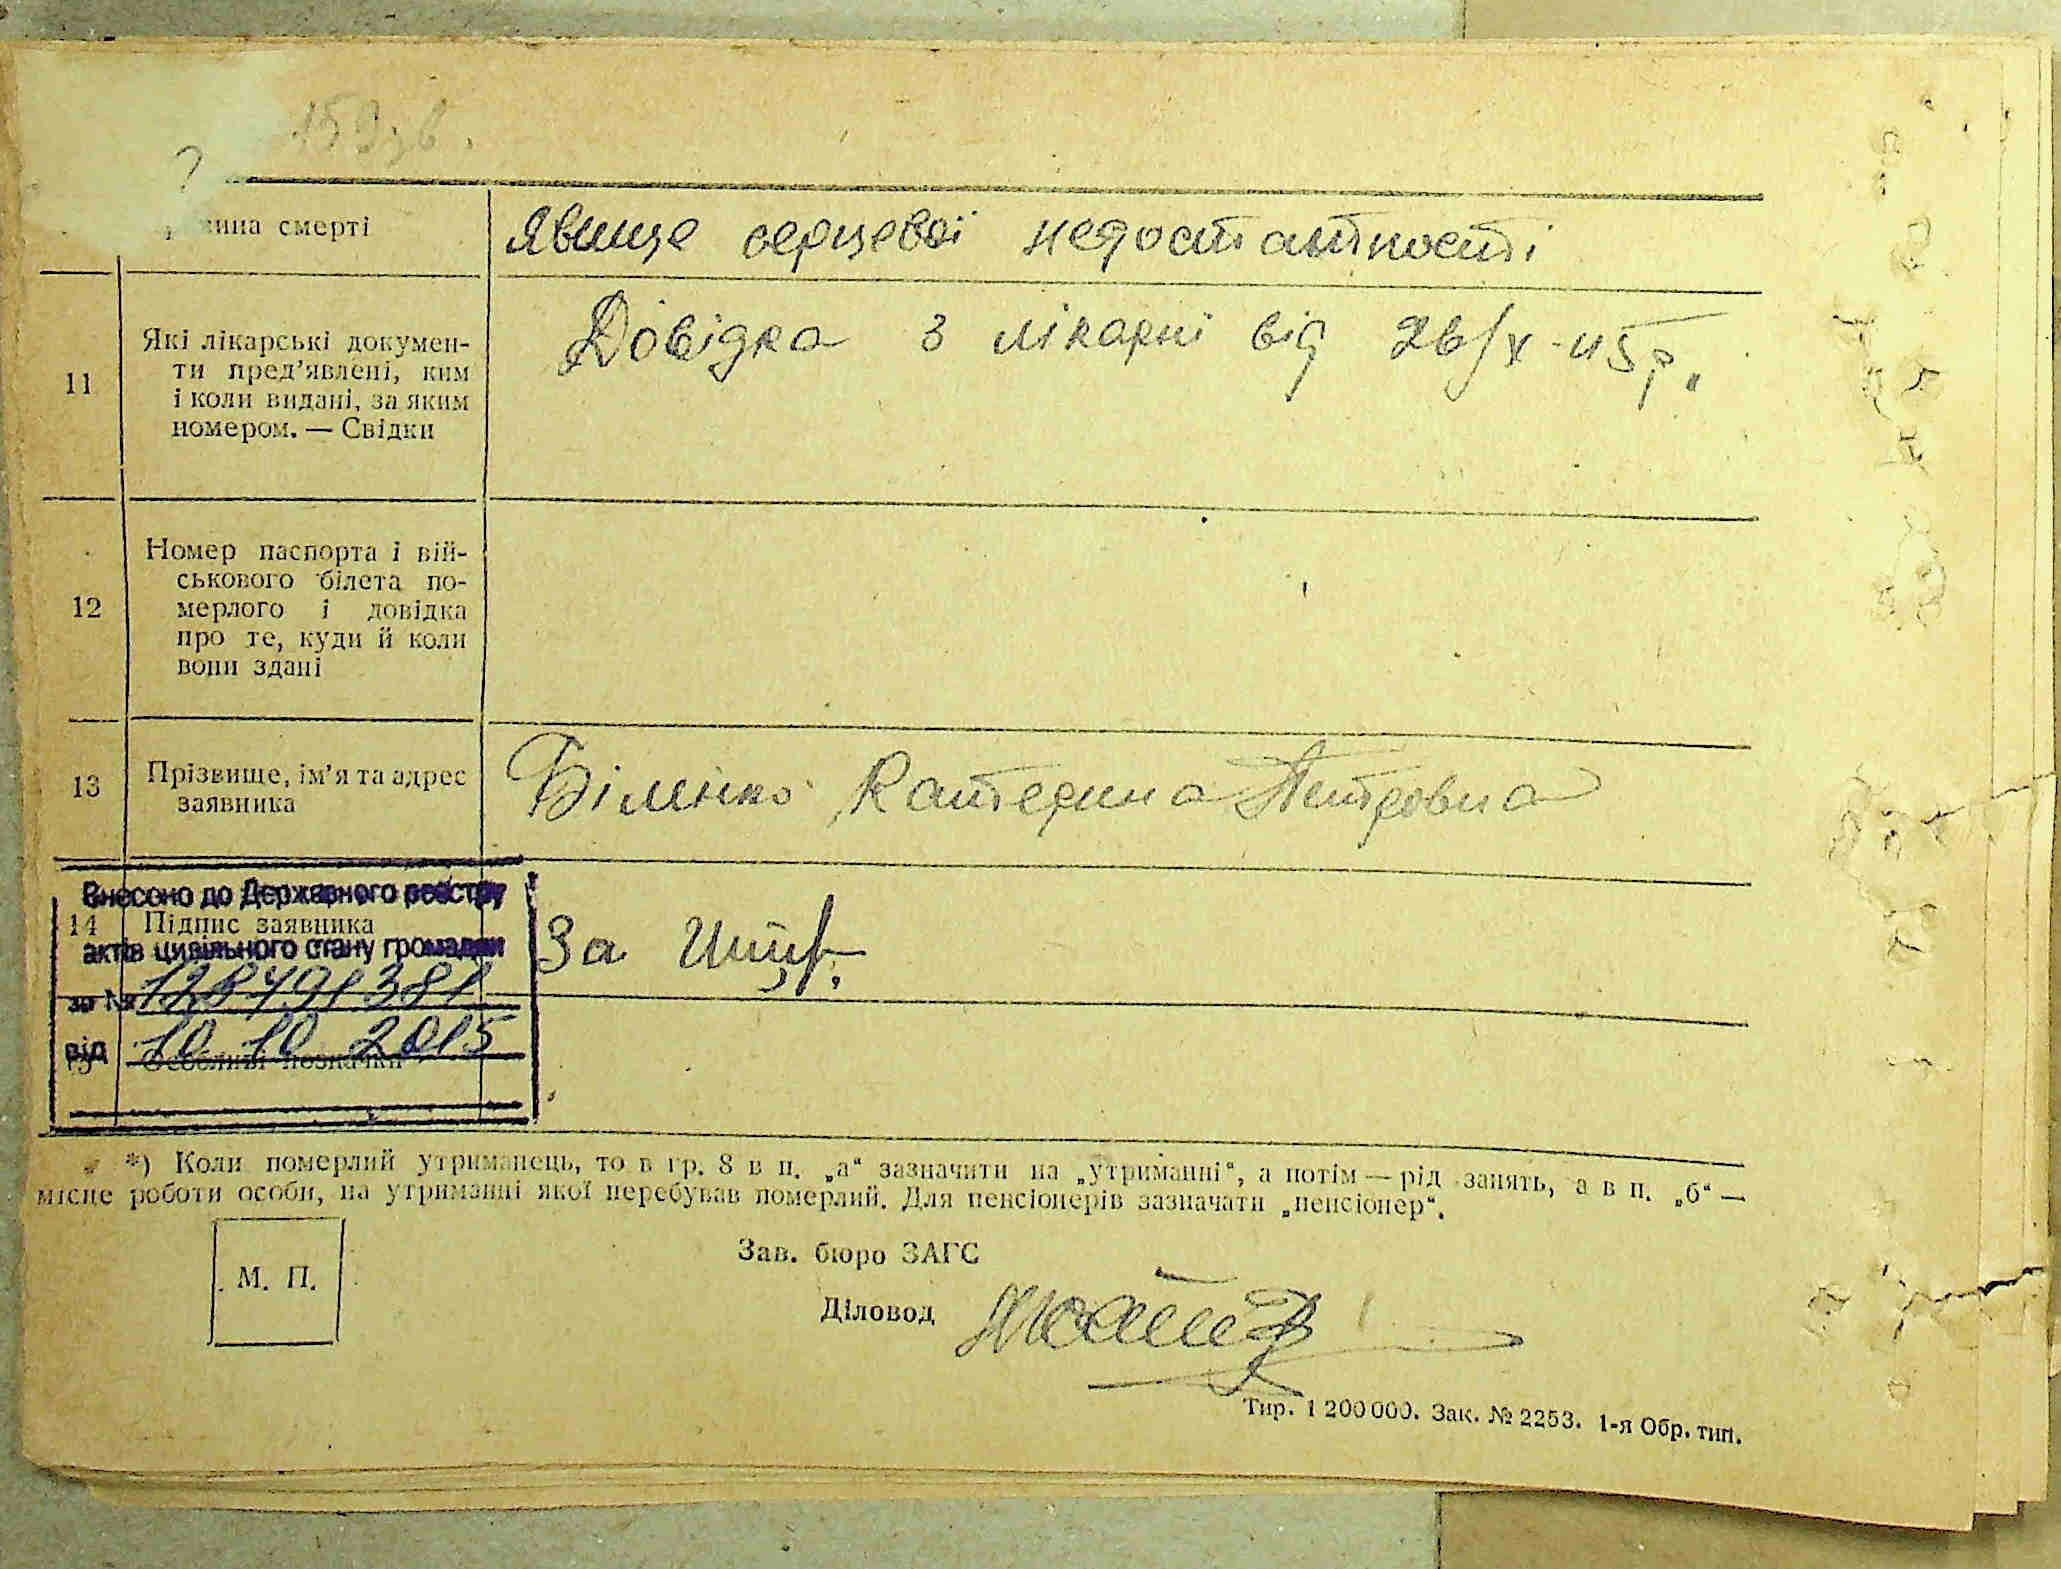 159зв.
?
ина смерті
явище серцевої недостатності
11
Які лікарські докумен-
ти пред'явлені, ким
і коли видані, за яким
номером. — Свідки
Довідка з лікарні від 26/X-45р.
12
Номер паспорта і вій-
ськового білета по-
мерлого і довідка
про те, куди й коли
вони здані
13
Прізвище, ім'я та адрес
заявника
Білінко Катерина Петровна
Внесено до Державного реєстру
14 Підпис заявника
актів цивільного стану громадян
за №
від 10 10 2015
Особливі позначки
За
*) Коли померлий утриманець, то в гр. 8 в п. „а“ зазначити на „утриманні“, а потім — рід занять, а в п. „б“ —
місце роботи особи, на утриманні якої перебував померлий. Для пенсіонерів зазначати „пенсіонер“.
М. П.
Зав. бюро ЗАГС
Діловод
Тир. 1 200 000. Зак. № 2253. 1-я Обр. тип.